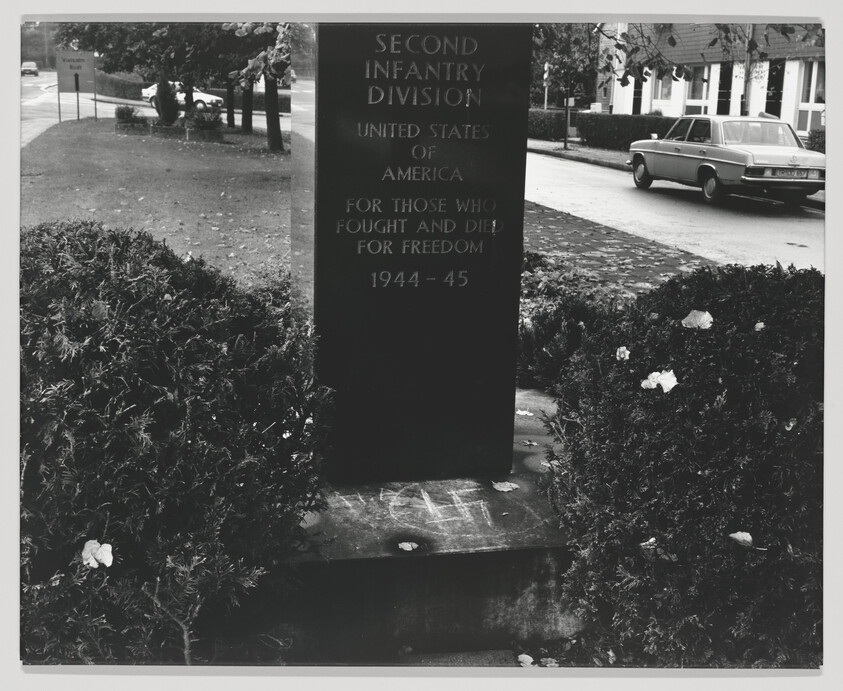 SECOND
INFANTRY
DIVISION
UNITED STATES
OF
AMERICA
FOR THOSE WHO
FOUGHT AND DIED
FOR FREEDOM
1944 - 45